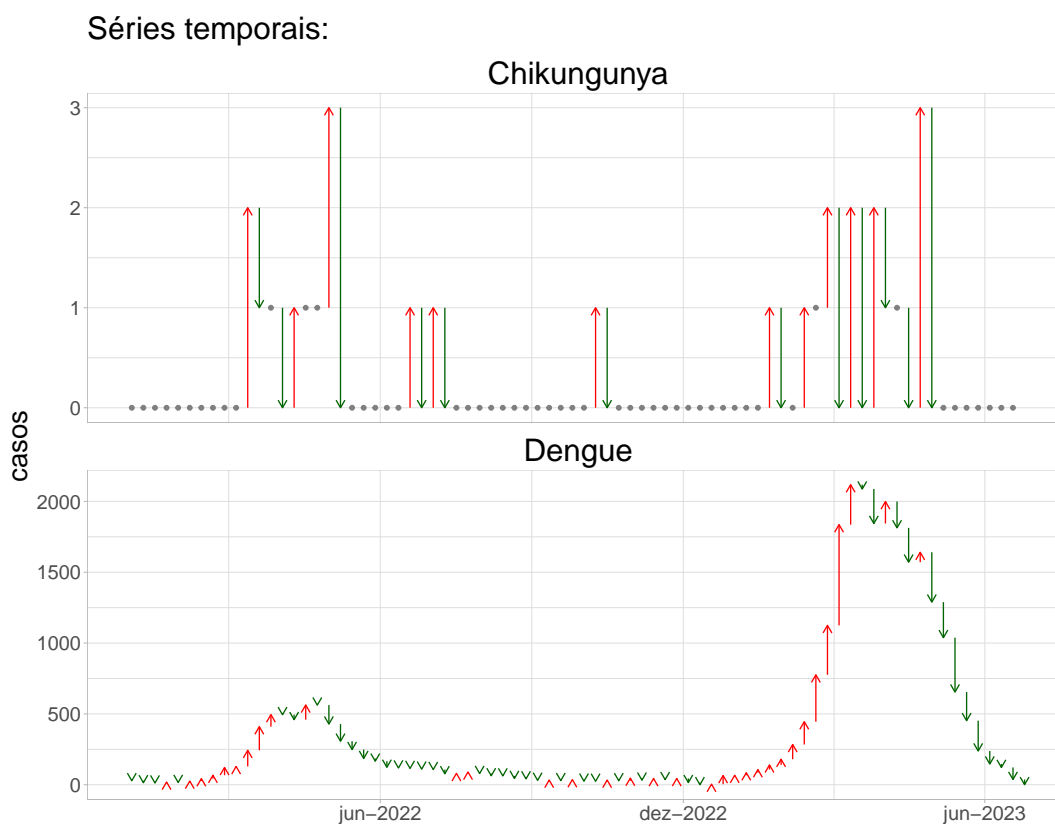 Séries temporais:
Chikungunya
3
2
1
0
casos
Dengue
2000
1500
1000
500
0
jun−2022
dez−2022
jun−2023